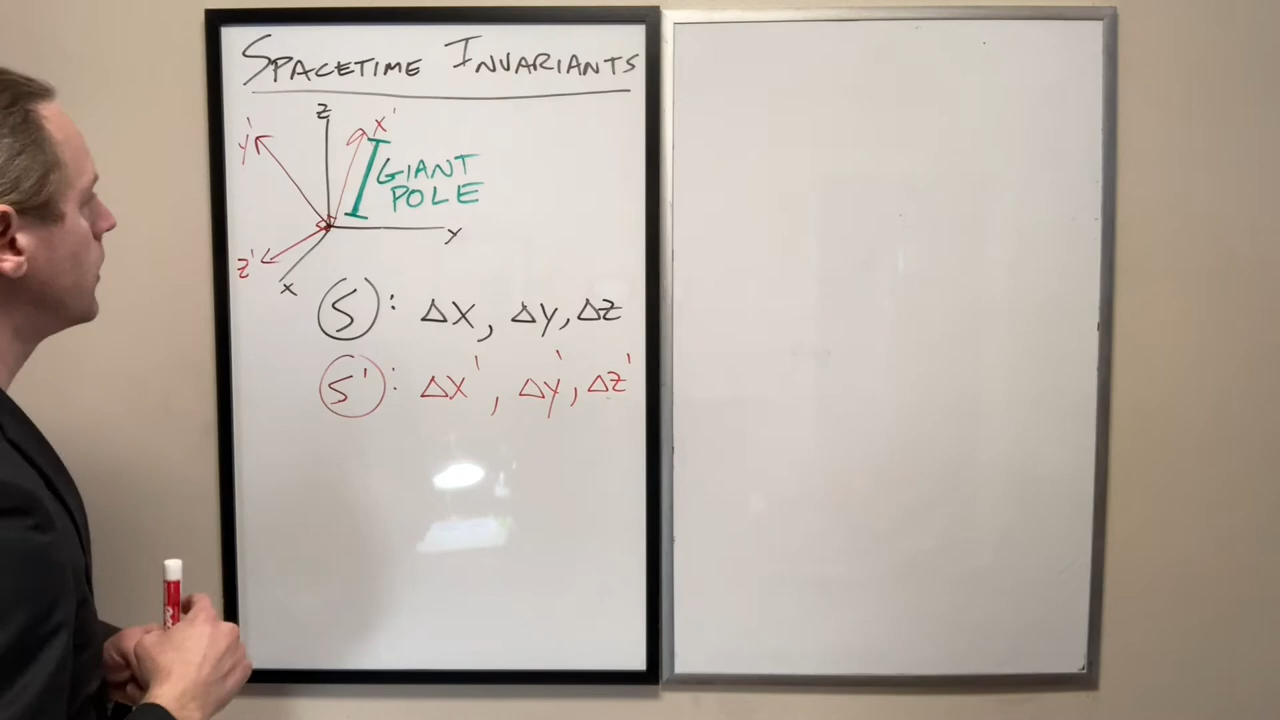 SPACETIME INVARIANTS
z
y'
x'
GIANT
POLE
y
z'
x
S : Δx, Δy, Δz
S' : Δx', Δy', Δz'